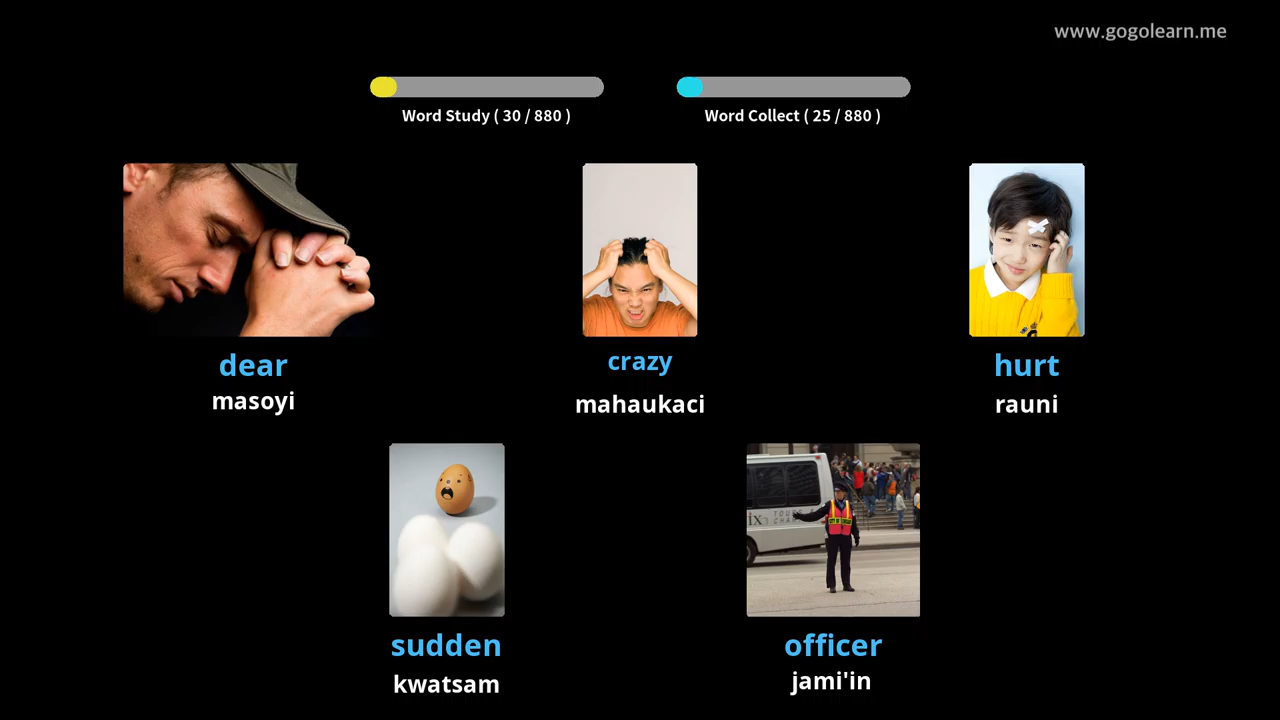 www.gogolearn.me
Word Study ( 30 / 880 )
Word Collect ( 25 / 880 )
dear
masoyi
crazy
mahaukaci
hurt
rauni
sudden
kwatsam
officer
jami'in